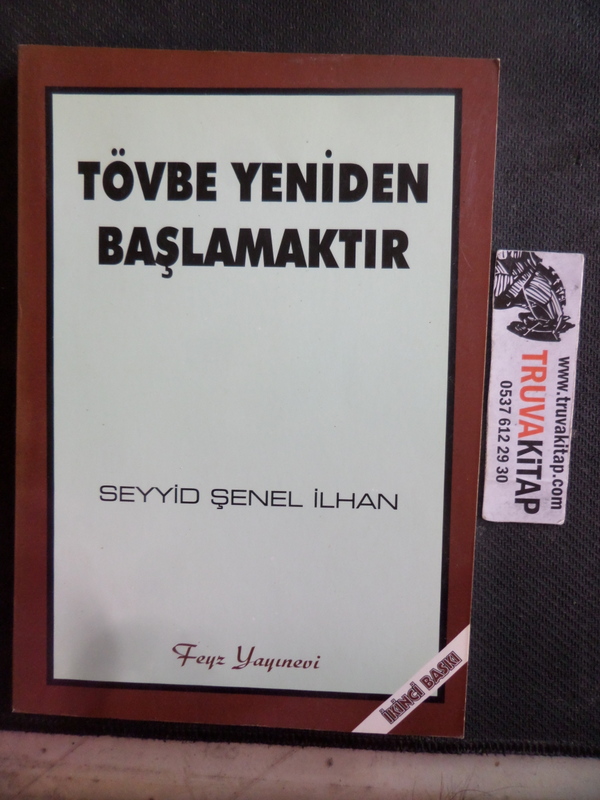 TÖVBE YENİDEN
BAŞLAMAKTIR
SEYYİD ŞENEL İLHAN
Feyz Yayınevi
İKİNCİ BASKI
www.truvakitap.com
TRUVAKiTAP
0537 612 29 30